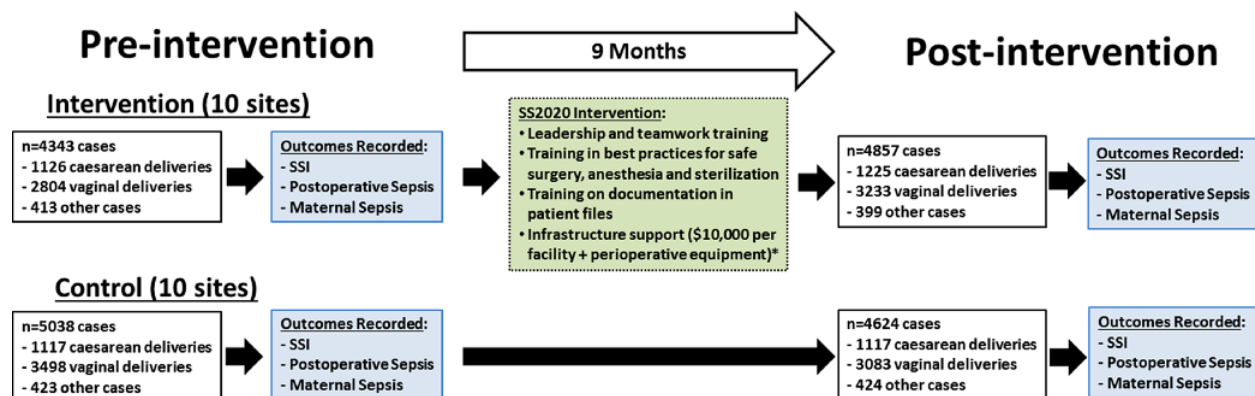 Pre-intervention
9 Months
Post-intervention
Intervention (10 sites)
n=4343 cases
- 1126 caesarean deliveries
- 2804 vaginal deliveries
- 413 other cases
Outcomes Recorded:
- SSI
- Postoperative Sepsis
- Maternal Sepsis
SS2020 Intervention:
• Leadership and teamwork training
• Training in best practices for safe
surgery, anesthesia and sterilization
• Training on documentation in
patient files
• Infrastructure support ($10,000 per
facility + perioperative equipment)*
n=4857 cases
- 1225 caesarean deliveries
- 3233 vaginal deliveries
- 399 other cases
Outcomes Recorded:
- SSI
- Postoperative Sepsis
- Maternal Sepsis
Control (10 sites)
n=5038 cases
- 1117 caesarean deliveries
- 3498 vaginal deliveries
- 423 other cases
Outcomes Recorded:
- SSI
- Postoperative Sepsis
- Maternal Sepsis
n=4624 cases
- 1117 caesarean deliveries
- 3083 vaginal deliveries
- 424 other cases
Outcomes Recorded:
- SSI
- Postoperative Sepsis
- Maternal Sepsis